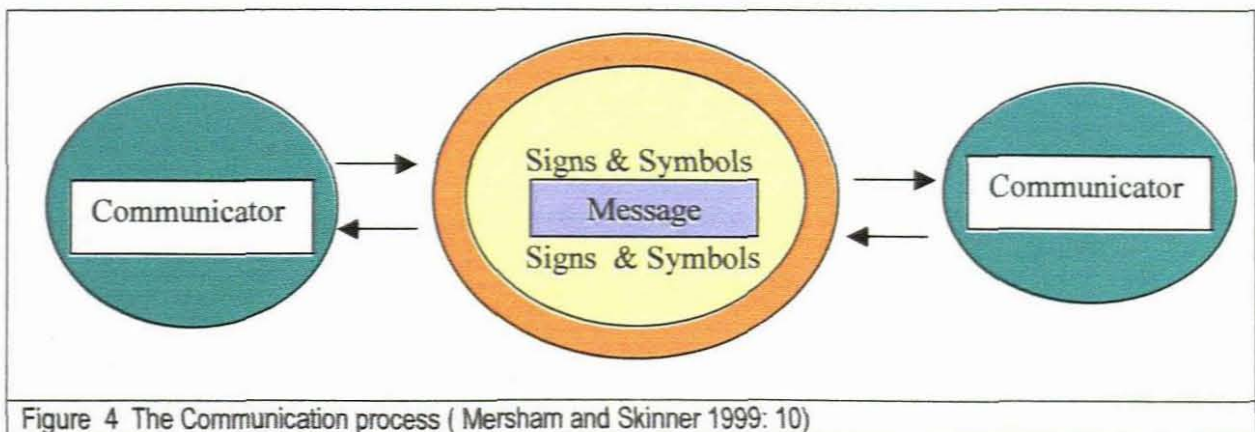 Signs & Symbols
Communicator
Message
Communicator
Signs & Symbols
Figure 4 The Communication process ( Mersham and Skinner 1999: 10)